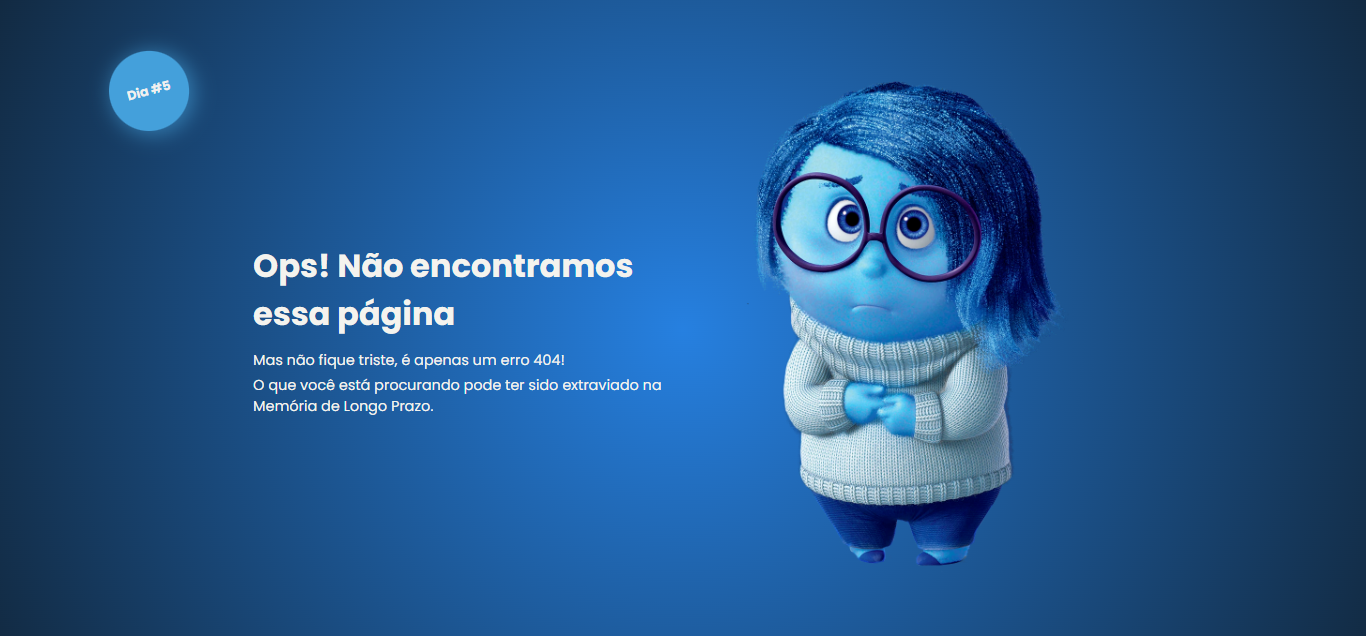 Dia #5
Ops! Não encontramos
essa página
Mas não fique triste, é apenas um erro 404!
O que você está procurando pode ter sido extraviado na
Memória de Longo Prazo.